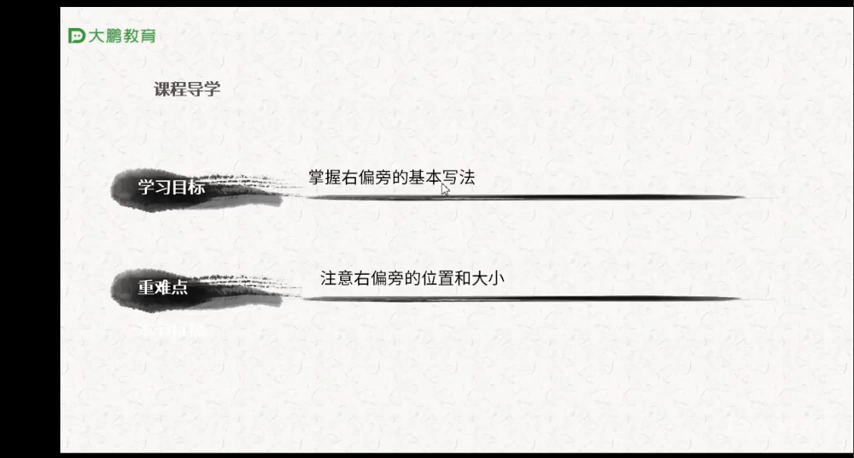 大鹏教育
课程导学
学习目标
掌握右偏旁的基本写法
重难点
注意右偏旁的位置和大小